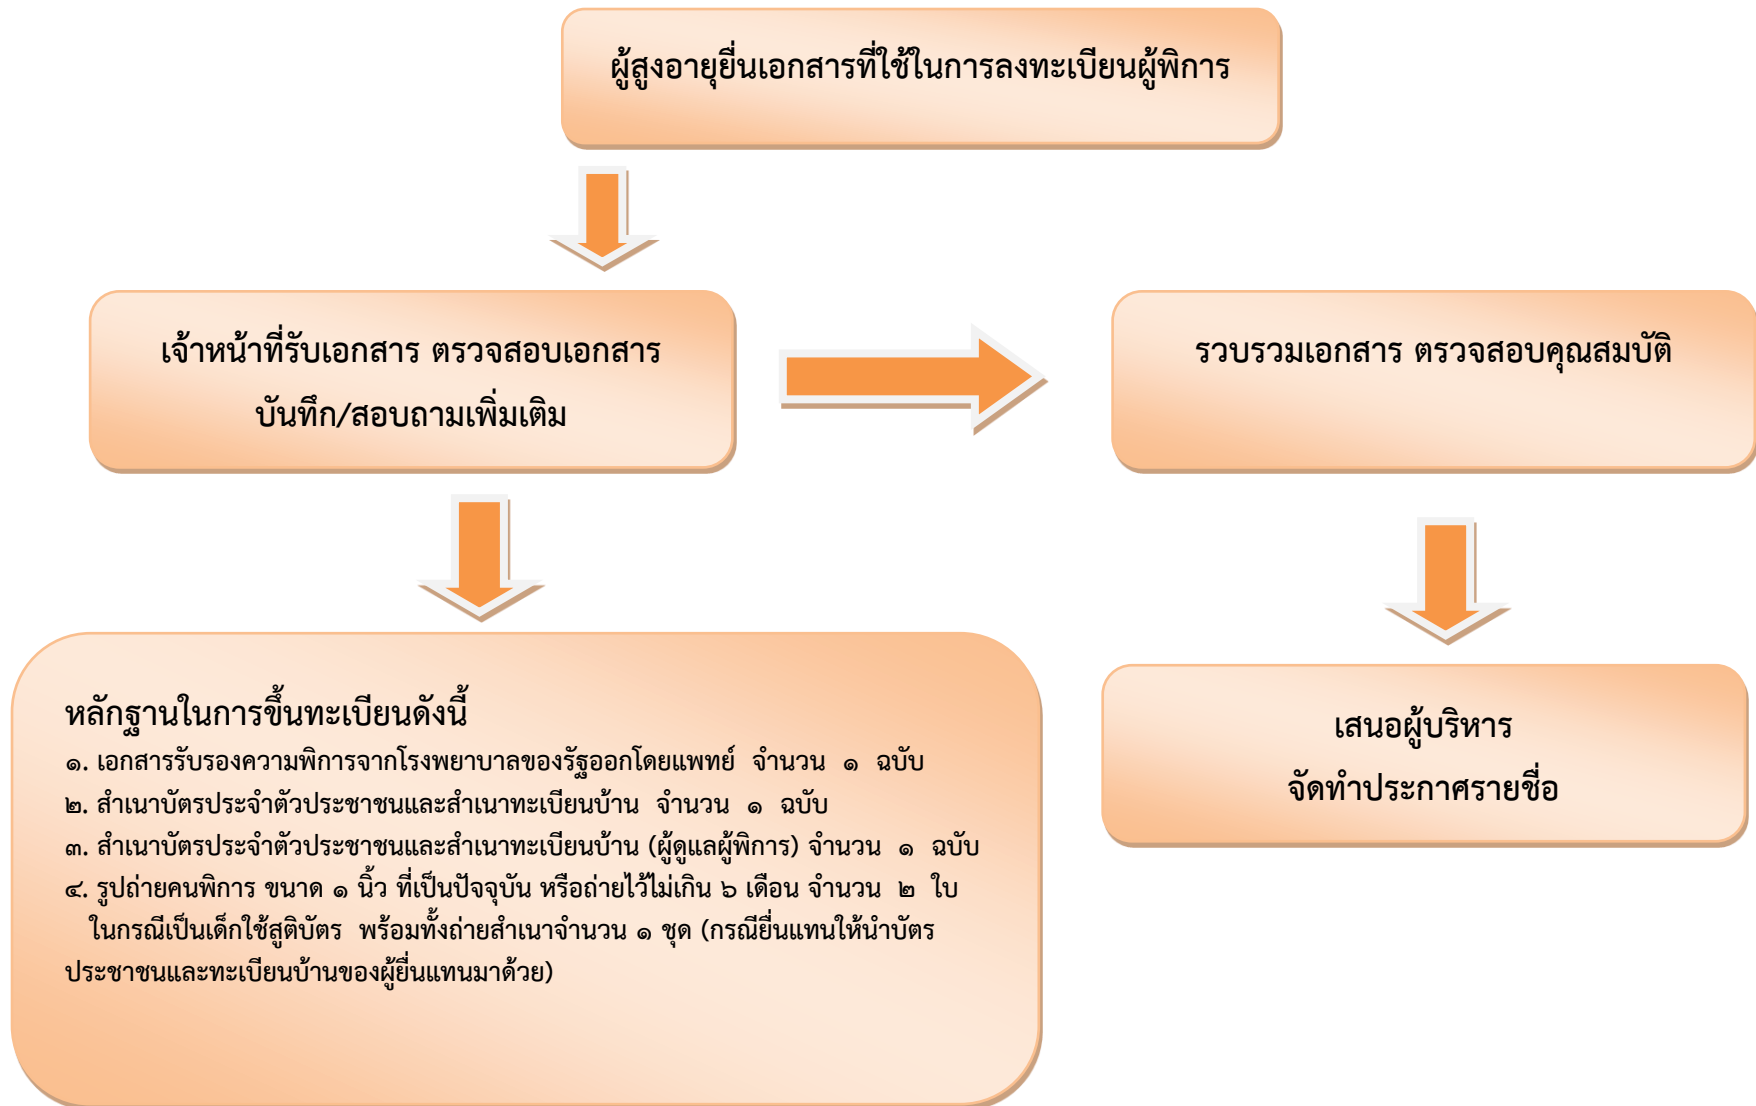 ผู้สูงอายุยื่นเอกสารที่ใช้ในการลงทะเบียนผู้พิการ
เจ้าหน้าที่รับเอกสาร ตรวจสอบเอกสาร
บันทึก/สอบถามเพิ่มเติม
รวบรวมเอกสาร ตรวจสอบคุณสมบัติ
หลักฐานในการขึ้นทะเบียนดังนี้
๑. เอกสารรับรองความพิการจากโรงพยาบาลของรัฐออกโดยแพทย์ จำนวน ๑ ฉบับ
๒. สำเนาบัตรประจำตัวประชาชนและสำเนาทะเบียนบ้าน จำนวน ๑ ฉบับ
๓. สำเนาบัตรประจำตัวประชาชนและสำเนาทะเบียนบ้าน (ผู้ดูแลผู้พิการ) จำนวน ๑ ฉบับ
๔. รูปถ่ายคนพิการ ขนาด ๑ นิ้ว ที่เป็นปัจจุบัน หรือถ่ายไว้ไม่เกิน ๖ เดือน จำนวน ๒ ใบ
ในกรณีเป็นเด็กใช้สูติบัตร พร้อมทั้งถ่ายสำเนาจำนวน ๑ ชุด (กรณียื่นแทนให้นำบัตร
ประชาชนและทะเบียนบ้านของผู้ยื่นแทนมาด้วย)
เสนอผู้บริหาร
จัดทำประกาศรายชื่อ